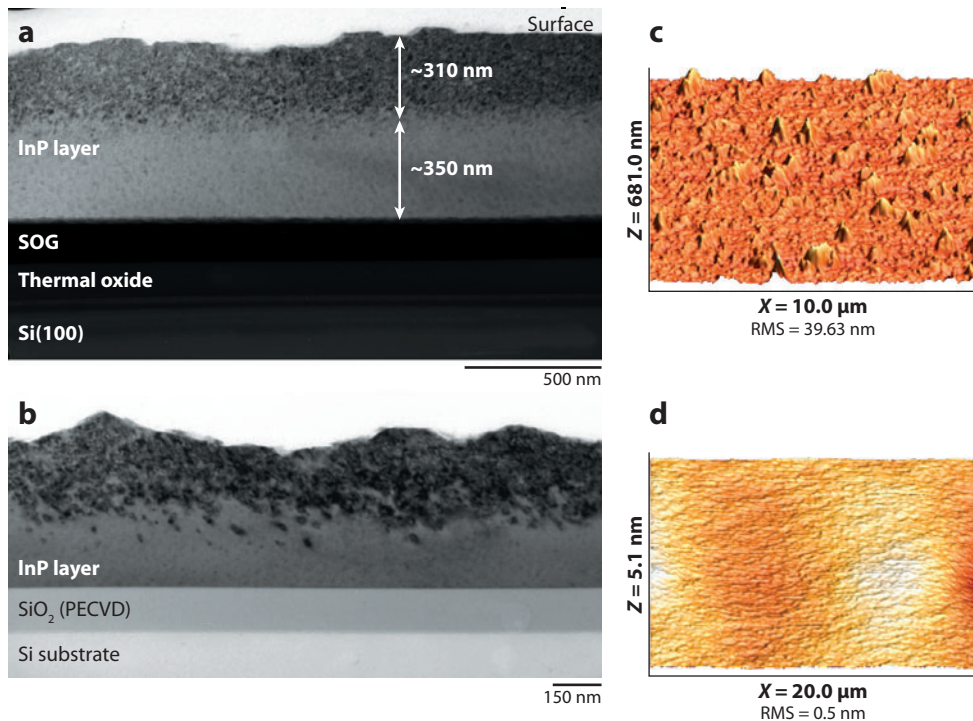 a
Surface
~310 nm
InP layer
~350 nm
SOG
Thermal oxide
Si(100)
500 nm
b
InP layer
SiO2 (PECVD)
Si substrate
150 nm
c
Z = 681.0 nm
X = 10.0 µm
RMS = 39.63 nm
d
Z = 5.1 nm
X = 20.0 µm
RMS = 0.5 nm